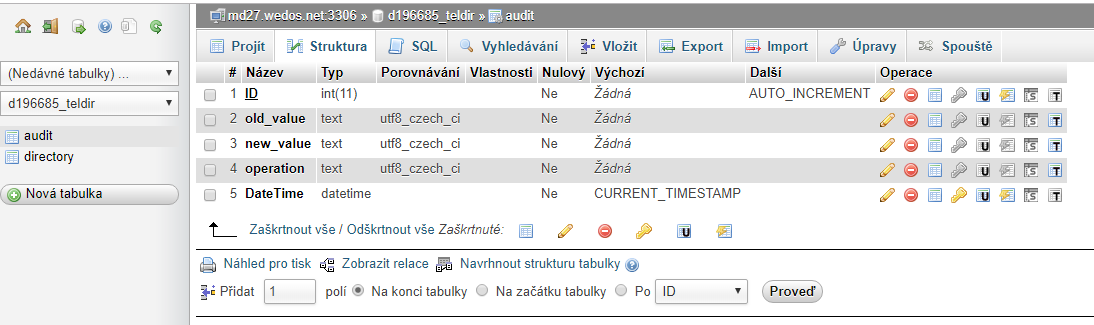 md27.wedos.net:3306 » d196685_teldir » audit
Projít Struktura SQL Vyhledávání Vložit Export Import Úpravy Spouště
(Nedávné tabulky) ...
d196685_teldir
audit
directory
Nová tabulka
# Název Typ Porovnávání Vlastnosti Nulový Výchozí Další Operace
1 ID int(11) Ne Žádná AUTO_INCREMENT
2 old_value text utf8_czech_ci Ne Žádná
3 new_value text utf8_czech_ci Ne Žádná
4 operation text utf8_czech_ci Ne Žádná
5 DateTime datetime Ne CURRENT_TIMESTAMP
Zaškrtnout vše / Odškrtnout vše Zaškrtnuté:
Náhled pro tisk Zobrazit relace Navrhnout strukturu tabulky
Přidat 1 polí Na konci tabulky Na začátku tabulky Po ID Proveď